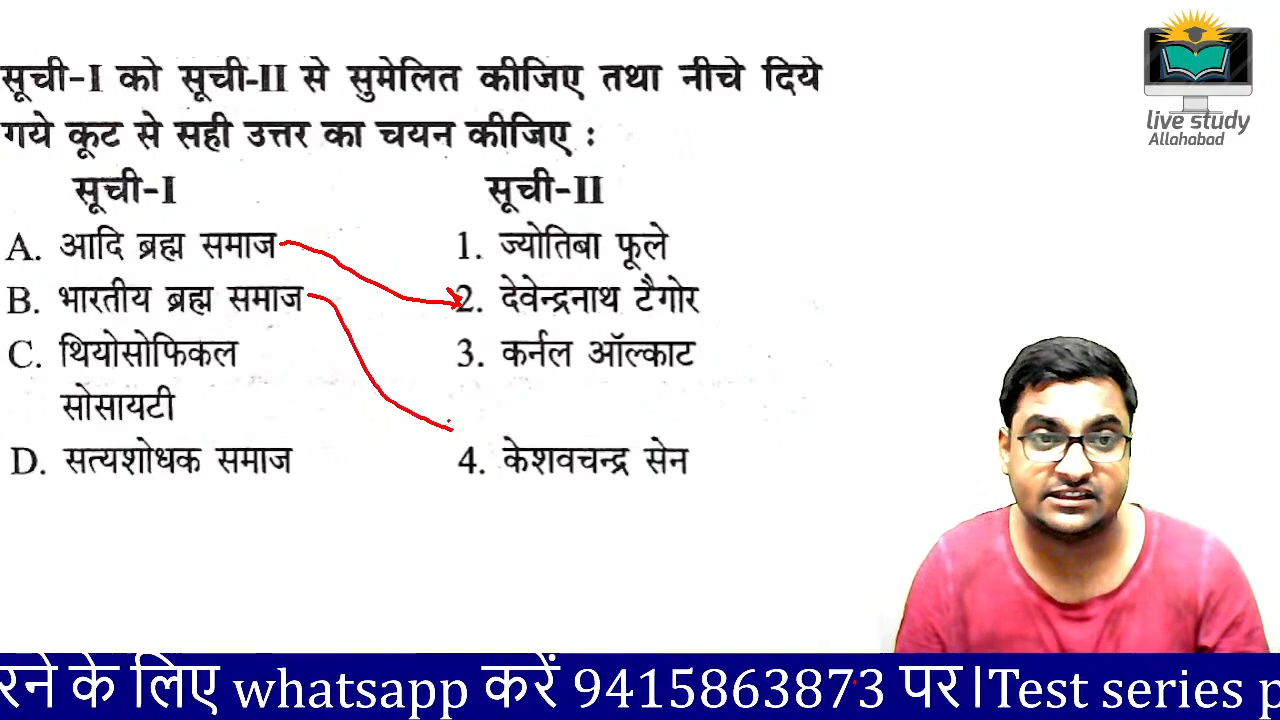 live study
Allahabad
सूची-I को सूची-II से सुमेलित कीजिए तथा नीचे दिये
गये कूट से सही उत्तर का चयन कीजिए :
सूची-I सूची-II
A. आदि ब्रह्म समाज 1. ज्योतिबा फूले
B. भारतीय ब्रह्म समाज 2. देवेन्द्रनाथ टैगोर
C. थियोसोफिकल 3. कर्नल ऑल्काट
सोसायटी
D. सत्यशोधक समाज 4. केशवचन्द्र सेन
रने के लिए whatsapp करें 9415863873 पर।Test series p